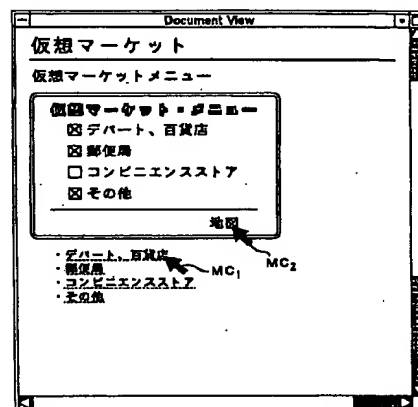 Document View
仮想マーケット
仮想マーケットメニュー
仮想マーケット・メニュー
デパート、百貨店
郵便局
コンビニエンスストア
その他
地図
・デパート、百貨店
・郵便局
・コンビニエンスストア
・その他
MC1
MC2